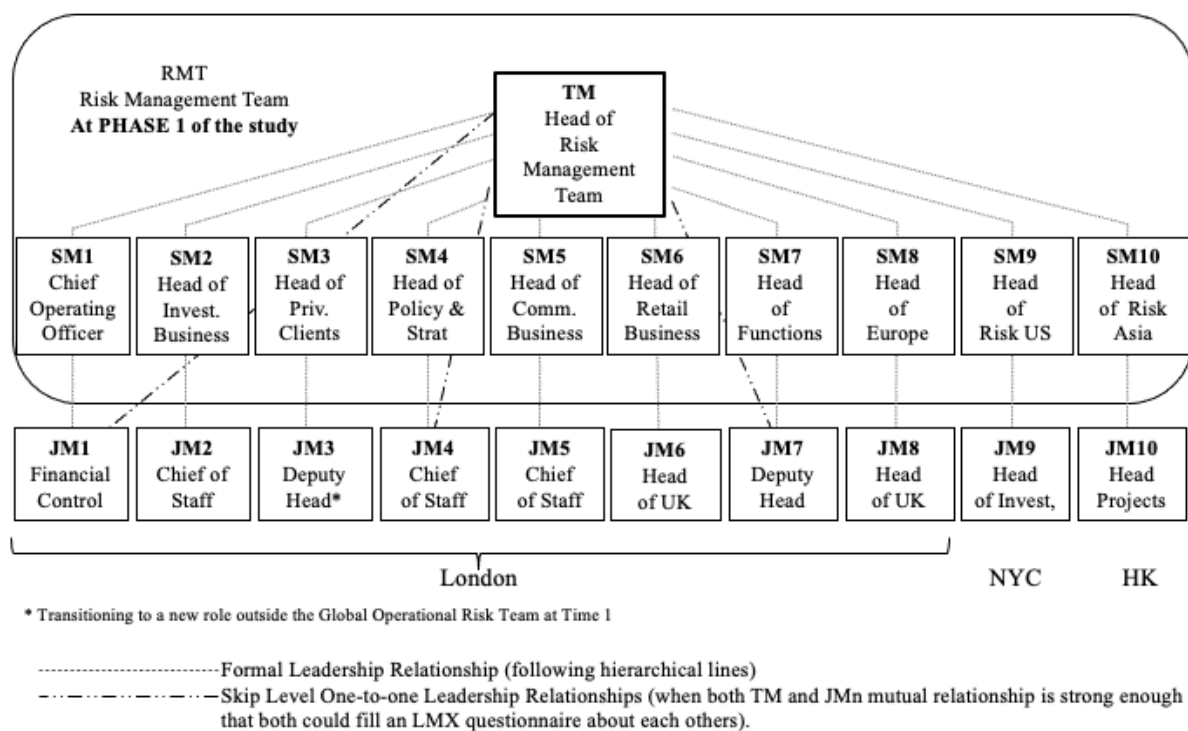 RMT
Risk Management Team
At PHASE 1 of the study
TM
Head of
Risk
Management
Team
SM1
Chief
Operating
Officer
SM2
Head of
Invest.
Business
SM3
Head of
Priv.
Clients
SM4
Head of
Policy &
Strat
SM5
Head of
Comm.
Business
SM6
Head of
Retail
Business
SM7
Head
of
Functions
SM8
Head
of
Europe
SM9
Head
of
Risk US
SM10
Head
of Risk
Asia
JM1
Financial
Control
JM2
Chief of
Staff
JM3
Deputy
Head*
JM4
Chief
of Staff
JM5
Chief
of Staff
JM6
Head
of UK
JM7
Deputy
Head
JM8
Head
of UK
JM9
Head
of Invest,
JM10
Head
Projects
London
NYC
HK
* Transitioning to a new role outside the Global Operational Risk Team at Time 1
Formal Leadership Relationship (following hierarchical lines)
Skip Level One-to-one Leadership Relationships (when both TM and JMn mutual relationship is strong enough
that both could fill an LMX questionnaire about each others).